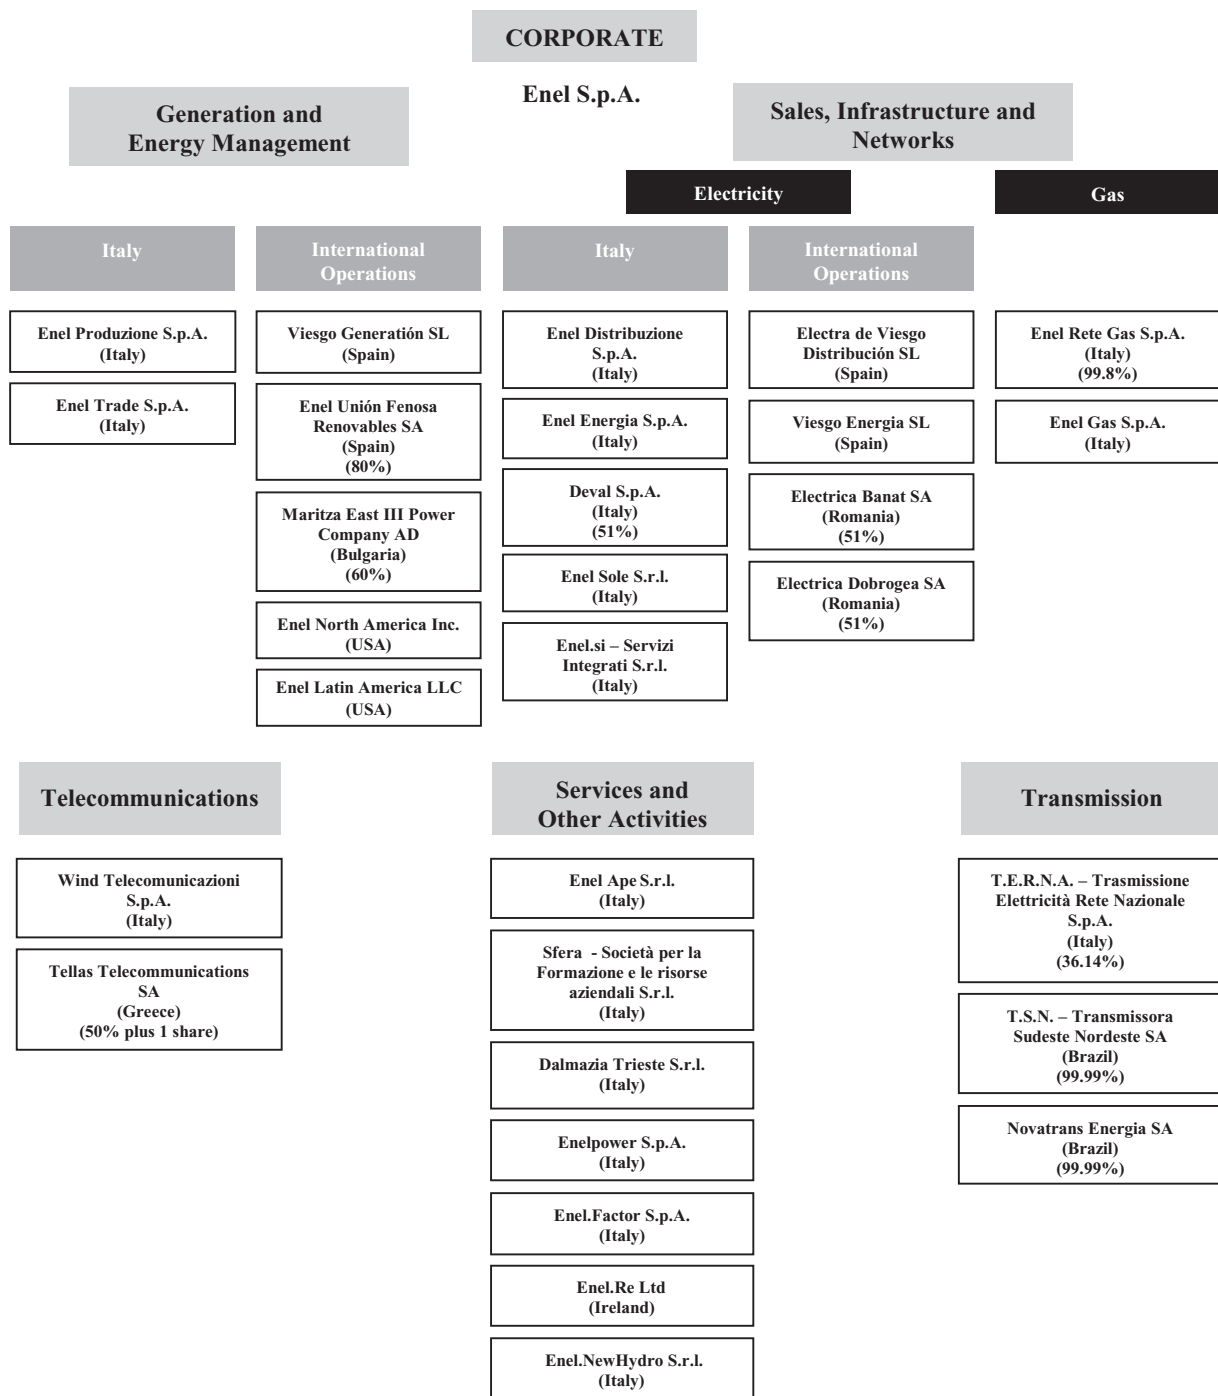 CORPORATE
Enel S.p.A.
Generation and
Energy Management
Sales, Infrastructure and
Networks
Electricity
Gas
Italy
International
Operations
Italy
International
Operations
Enel Produzione S.p.A.
(Italy)
Enel Trade S.p.A.
(Italy)
Viesgo Generatión SL
(Spain)
Enel Unión Fenosa
Renovables SA
(Spain)
(80%)
Maritza East III Power
Company AD
(Bulgaria)
(60%)
Enel North America Inc.
(USA)
Enel Latin America LLC
(USA)
Enel Distribuzione
S.p.A.
(Italy)
Enel Energia S.p.A.
(Italy)
Deval S.p.A.
(Italy)
(51%)
Enel Sole S.r.l.
(Italy)
Enel.si – Servizi
Integrati S.r.l.
(Italy)
Electra de Viesgo
Distribución SL
(Spain)
Viesgo Energia SL
(Spain)
Electrica Banat SA
(Romania)
(51%)
Electrica Dobrogea SA
(Romania)
(51%)
Enel Rete Gas S.p.A.
(Italy)
(99.8%)
Enel Gas S.p.A.
(Italy)
Telecommunications
Wind Telecomunicazioni
S.p.A.
(Italy)
Tellas Telecommunications
SA
(Greece)
(50% plus 1 share)
Services and
Other Activities
Enel Ape S.r.l.
(Italy)
Sfera - Società per la
Formazione e le risorse
aziendali S.r.l.
(Italy)
Dalmazia Trieste S.r.l.
(Italy)
Enelpower S.p.A.
(Italy)
Enel.Factor S.p.A.
(Italy)
Enel.Re Ltd
(Ireland)
Enel.NewHydro S.r.l.
(Italy)
Transmission
T.E.R.N.A. – Trasmissione
Elettricità Rete Nazionale
S.p.A.
(Italy)
(36.14%)
T.S.N. – Transmissora
Sudeste Nordeste SA
(Brazil)
(99.99%)
Novatrans Energia SA
(Brazil)
(99.99%)